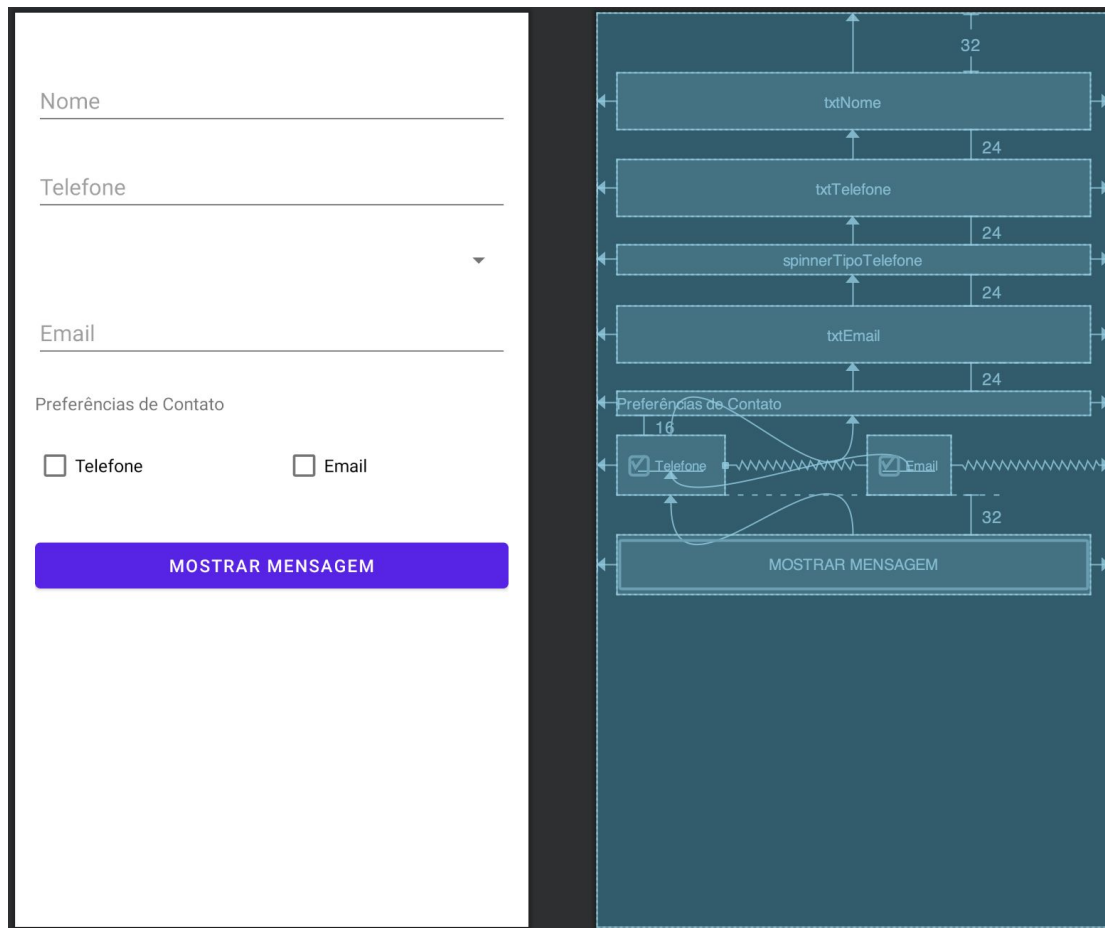 Nome
Telefone
Email
Preferências de Contato
Telefone Email
MOSTRAR MENSAGEM
32
txtNome
24
txtTelefone
24
spinnerTipoTelefone
24
txtEmail
24
Preferências de Contato
16
Telefone Email
32
MOSTRAR MENSAGEM